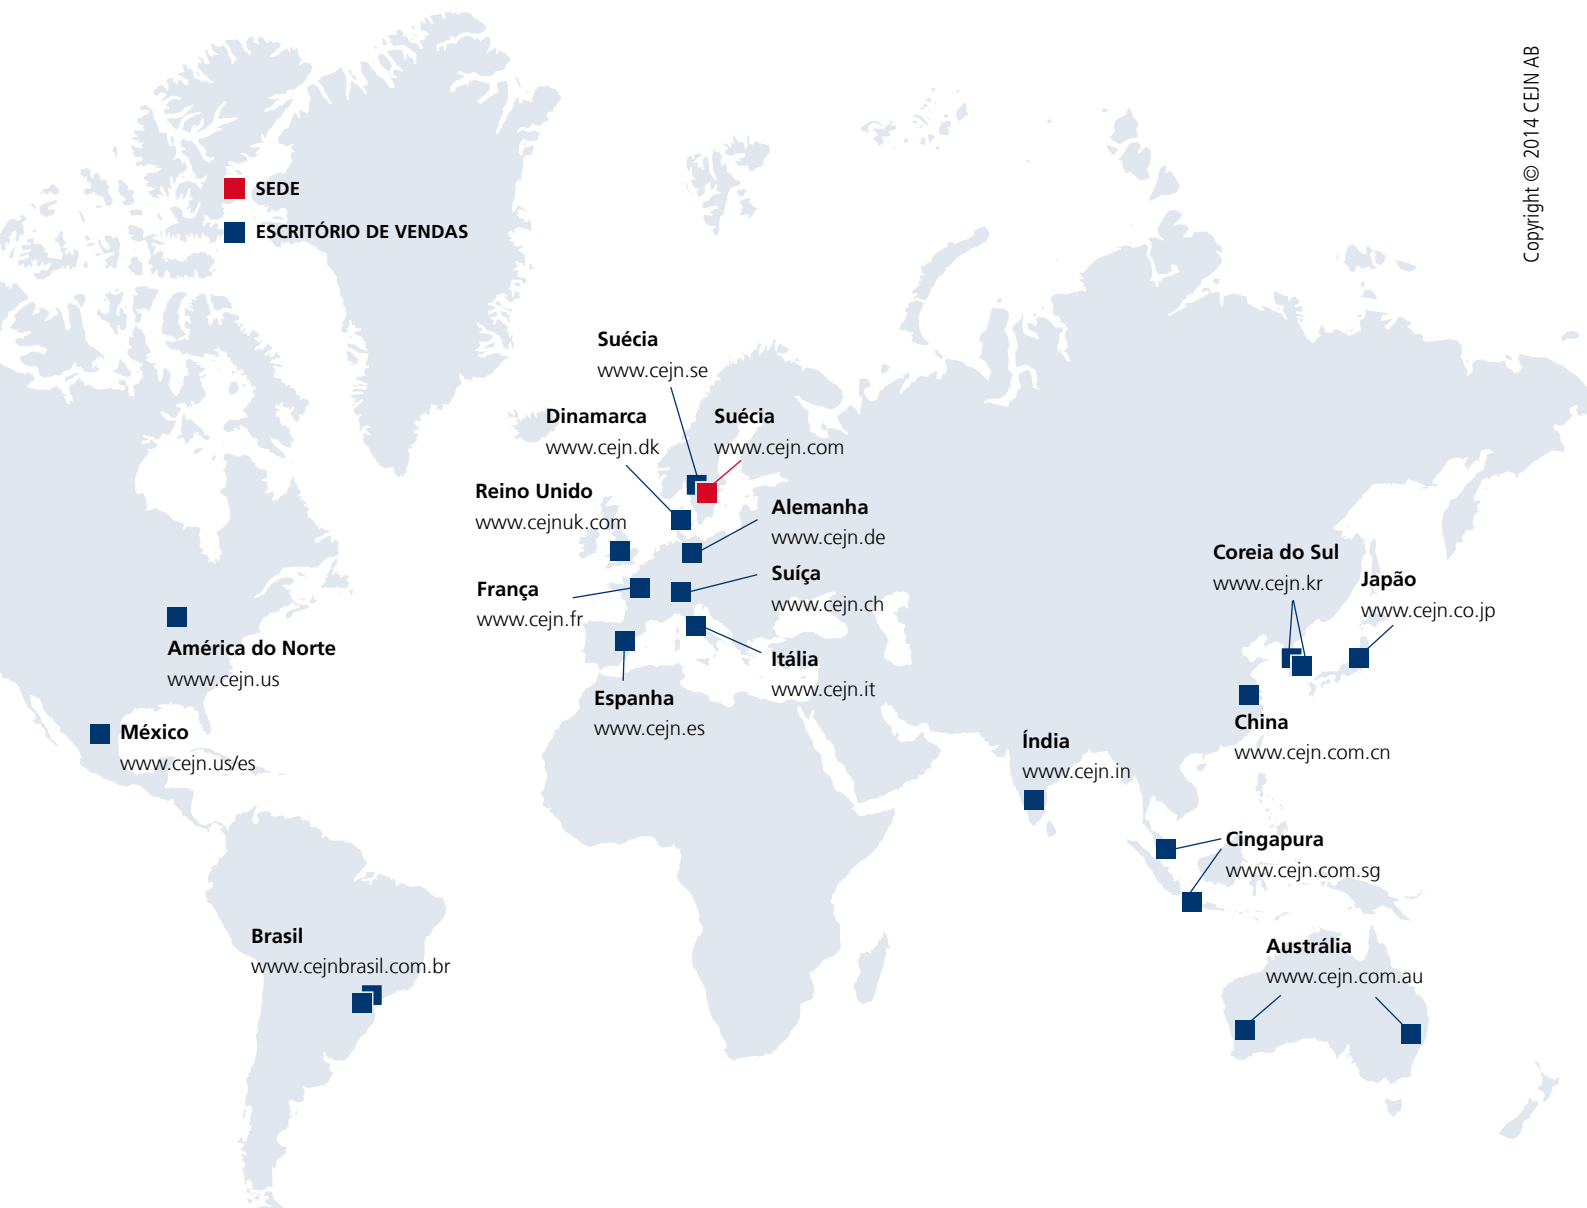 Copyright © 2014 CEJN AB
SEDE
ESCRITÓRIO DE VENDAS
Suécia
www.cejn.se
Dinamarca
www.cejn.dk
Suécia
www.cejn.com
Reino Unido
www.cejnuk.com
Alemanha
www.cejn.de
Suíça
www.cejn.ch
França
www.cejn.fr
Itália
www.cejn.it
Espanha
www.cejn.es
Coreia do Sul
www.cejn.kr
Japão
www.cejn.co.jp
América do Norte
www.cejn.us
México
www.cejn.us/es
China
www.cejn.com.cn
Índia
www.cejn.in
Cingapura
www.cejn.com.sg
Brasil
www.cejnbrasil.com.br
Austrália
www.cejn.com.au